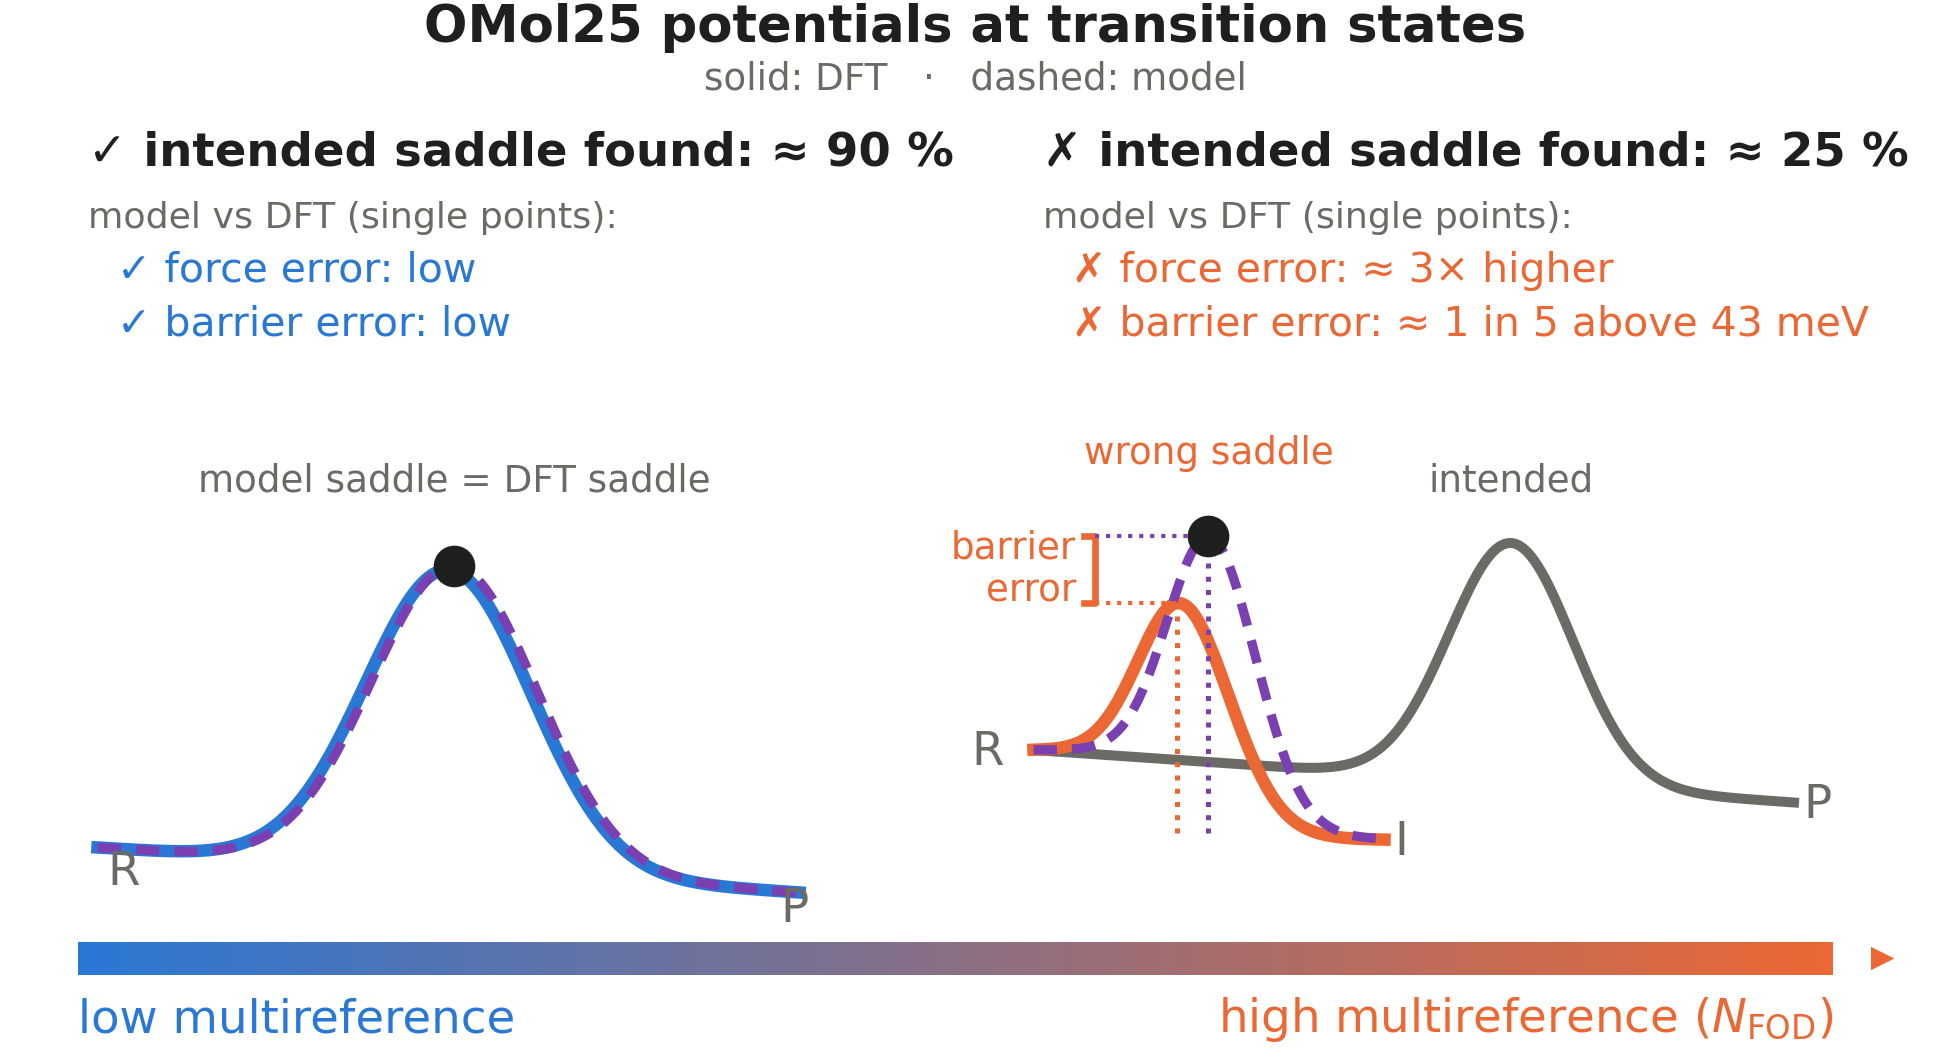 OMol25 potentials at transition states
solid: DFT · dashed: model
✓ intended saddle found: ≈ 90 %
model vs DFT (single points):
✓ force error: low
✓ barrier error: low
✗ intended saddle found: ≈ 25 %
model vs DFT (single points):
✗ force error: ≈ 3× higher
✗ barrier error: ≈ 1 in 5 above 43 meV
model saddle = DFT saddle
R
P
wrong saddle
intended
barrier
error
R
I
P
low multireference
high multireference (N_FOD)